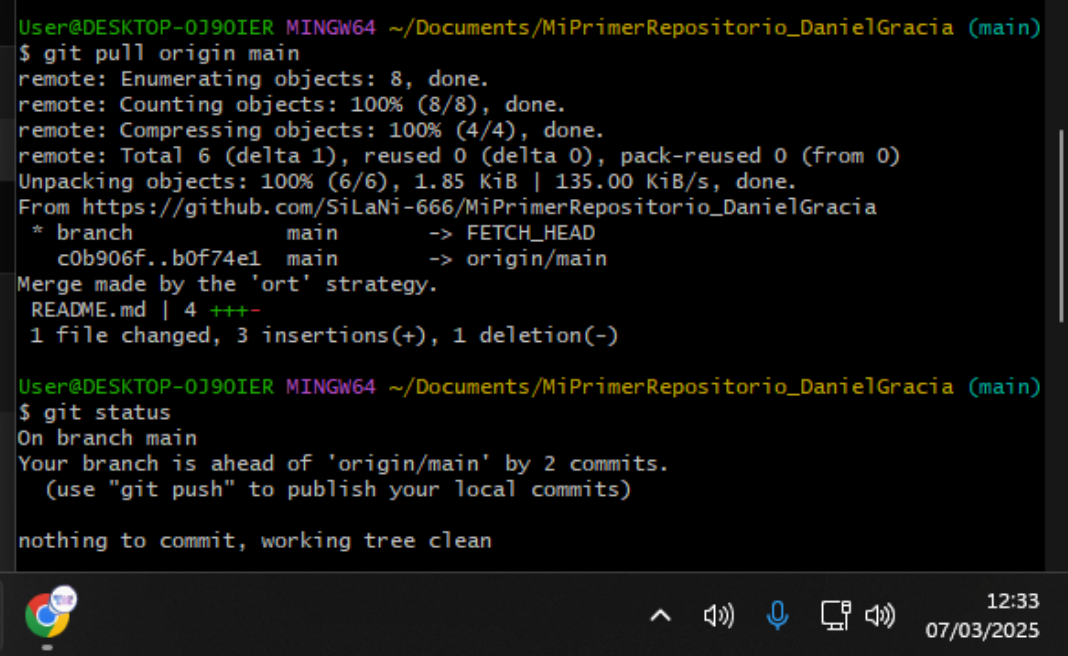 User@DESKTOP-OJ9OIER MINGW64 ~/Documents/MiPrimerRepositorio_DanielGracia (main)
$ git pull origin main
remote: Enumerating objects: 8, done.
remote: Counting objects: 100% (8/8), done.
remote: Compressing objects: 100% (4/4), done.
remote: Total 6 (delta 1), reused 0 (delta 0), pack-reused 0 (from 0)
Unpacking objects: 100% (6/6), 1.85 KiB | 135.00 KiB/s, done.
From https://github.com/SiLaNi-666/MiPrimerRepositorio_DanielGracia
 * branch            main       -> FETCH_HEAD
   c0b906f..b0f74e1  main       -> origin/main
Merge made by the 'ort' strategy.
 README.md | 4 +++-
 1 file changed, 3 insertions(+), 1 deletion(-)
User@DESKTOP-OJ9OIER MINGW64 ~/Documents/MiPrimerRepositorio_DanielGracia (main)
$ git status
On branch main
Your branch is ahead of 'origin/main' by 2 commits.
  (use "git push" to publish your local commits)
nothing to commit, working tree clean
12:33
07/03/2025